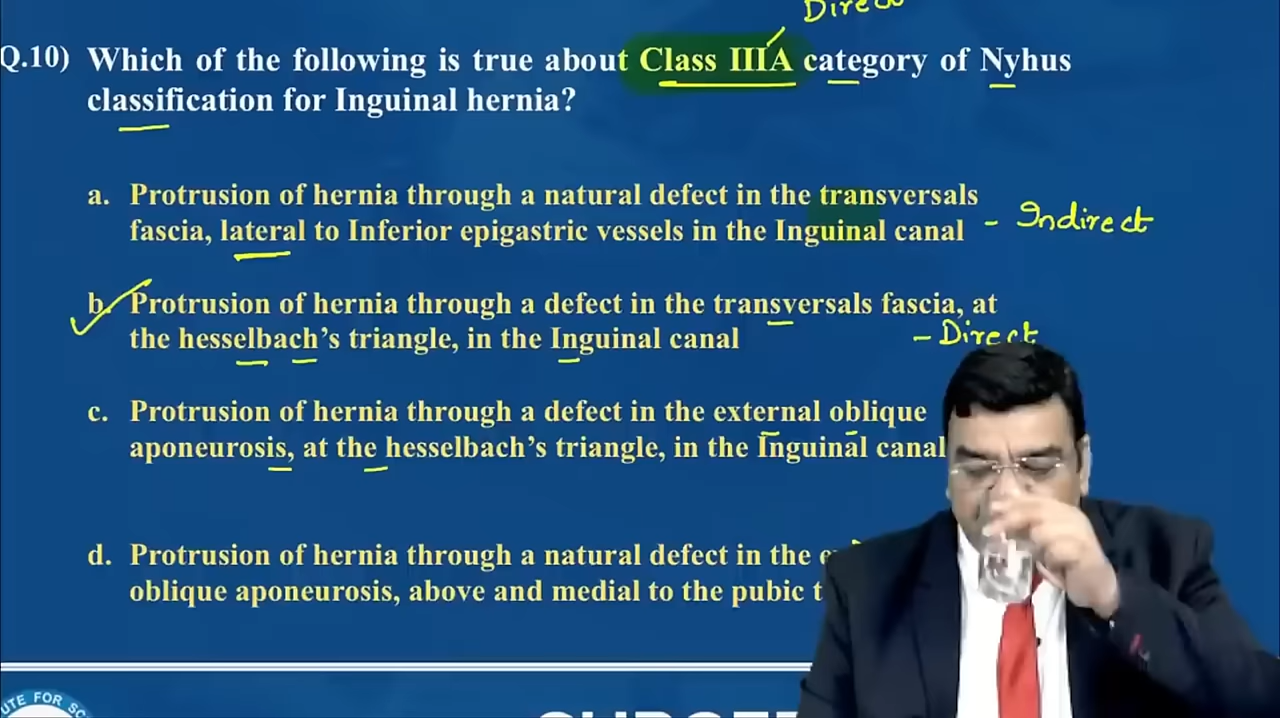 Direct
Q.10) Which of the following is true about Class IIIA category of Nyhus
classification for Inguinal hernia?
a. Protrusion of hernia through a natural defect in the transversals
fascia, lateral to Inferior epigastric vessels in the Inguinal canal - Indirect
b. Protrusion of hernia through a defect in the transversals fascia, at
the hesselbach's triangle, in the Inguinal canal - Direct
c. Protrusion of hernia through a defect in the external oblique
aponeurosis, at the hesselbach's triangle, in the Inguinal canal
d. Protrusion of hernia through a natural defect in the
oblique aponeurosis, above and medial to the pubic
FOR